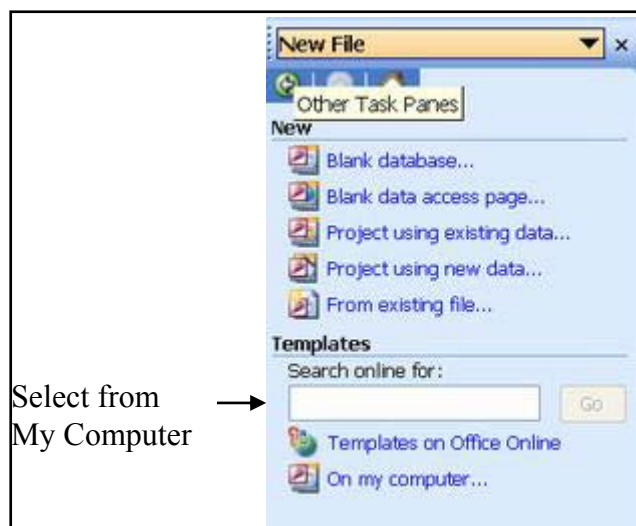 New File
Other Task Panes
New
Blank database...
Blank data access page...
Project using existing data...
Project using new data...
From existing file...
Templates
Search online for:
Go
Select from
My Computer
Templates on Office Online
On my computer...